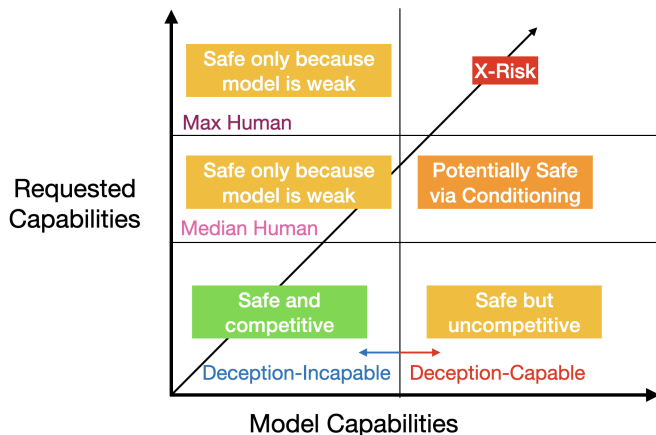 Safe only because
model is weak
X-Risk
Max Human
Safe only because
model is weak
Potentially Safe
via Conditioning
Requested
Capabilities
Median Human
Safe and
competitive
Safe but
uncompetitive
Deception-Incapable
Deception-Capable
Model Capabilities